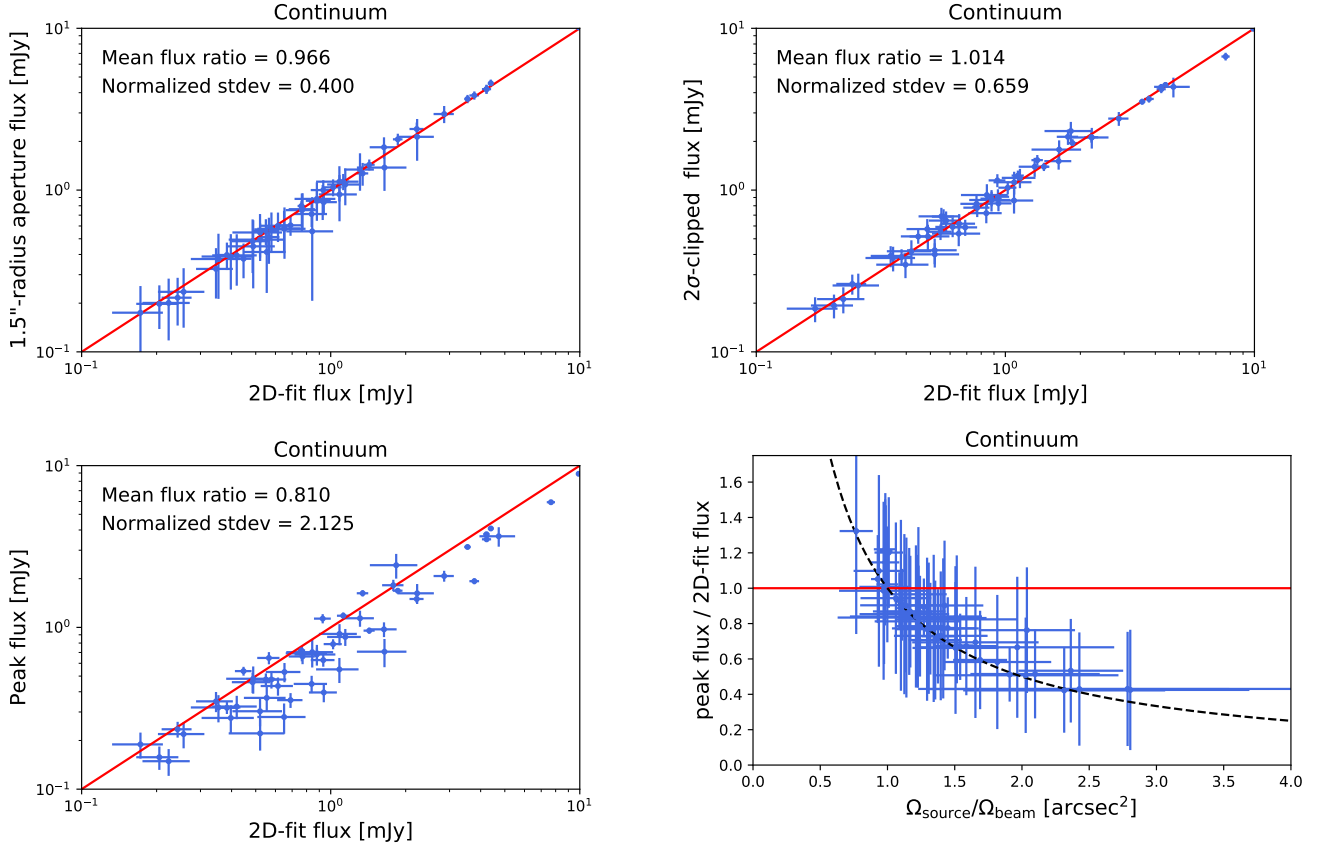 Continuum
1.5"-radius aperture flux [mJy]
Mean flux ratio = 0.966
Normalized stdev = 0.400
10¹
10⁰
10⁻¹
10⁻¹ 10⁰ 10¹
2D-fit flux [mJy]
Continuum
2σ-clipped flux [mJy]
Mean flux ratio = 1.014
Normalized stdev = 0.659
10¹
10⁰
10⁻¹
10⁻¹ 10⁰ 10¹
2D-fit flux [mJy]
Continuum
Peak flux [mJy]
Mean flux ratio = 0.810
Normalized stdev = 2.125
10¹
10⁰
10⁻¹
10⁻¹ 10⁰ 10¹
2D-fit flux [mJy]
Continuum
peak flux / 2D-fit flux
1.6
1.4
1.2
1.0
0.8
0.6
0.4
0.2
0.0
0.0 0.5 1.0 1.5 2.0 2.5 3.0 3.5 4.0
Ωsource/Ωbeam [arcsec²]